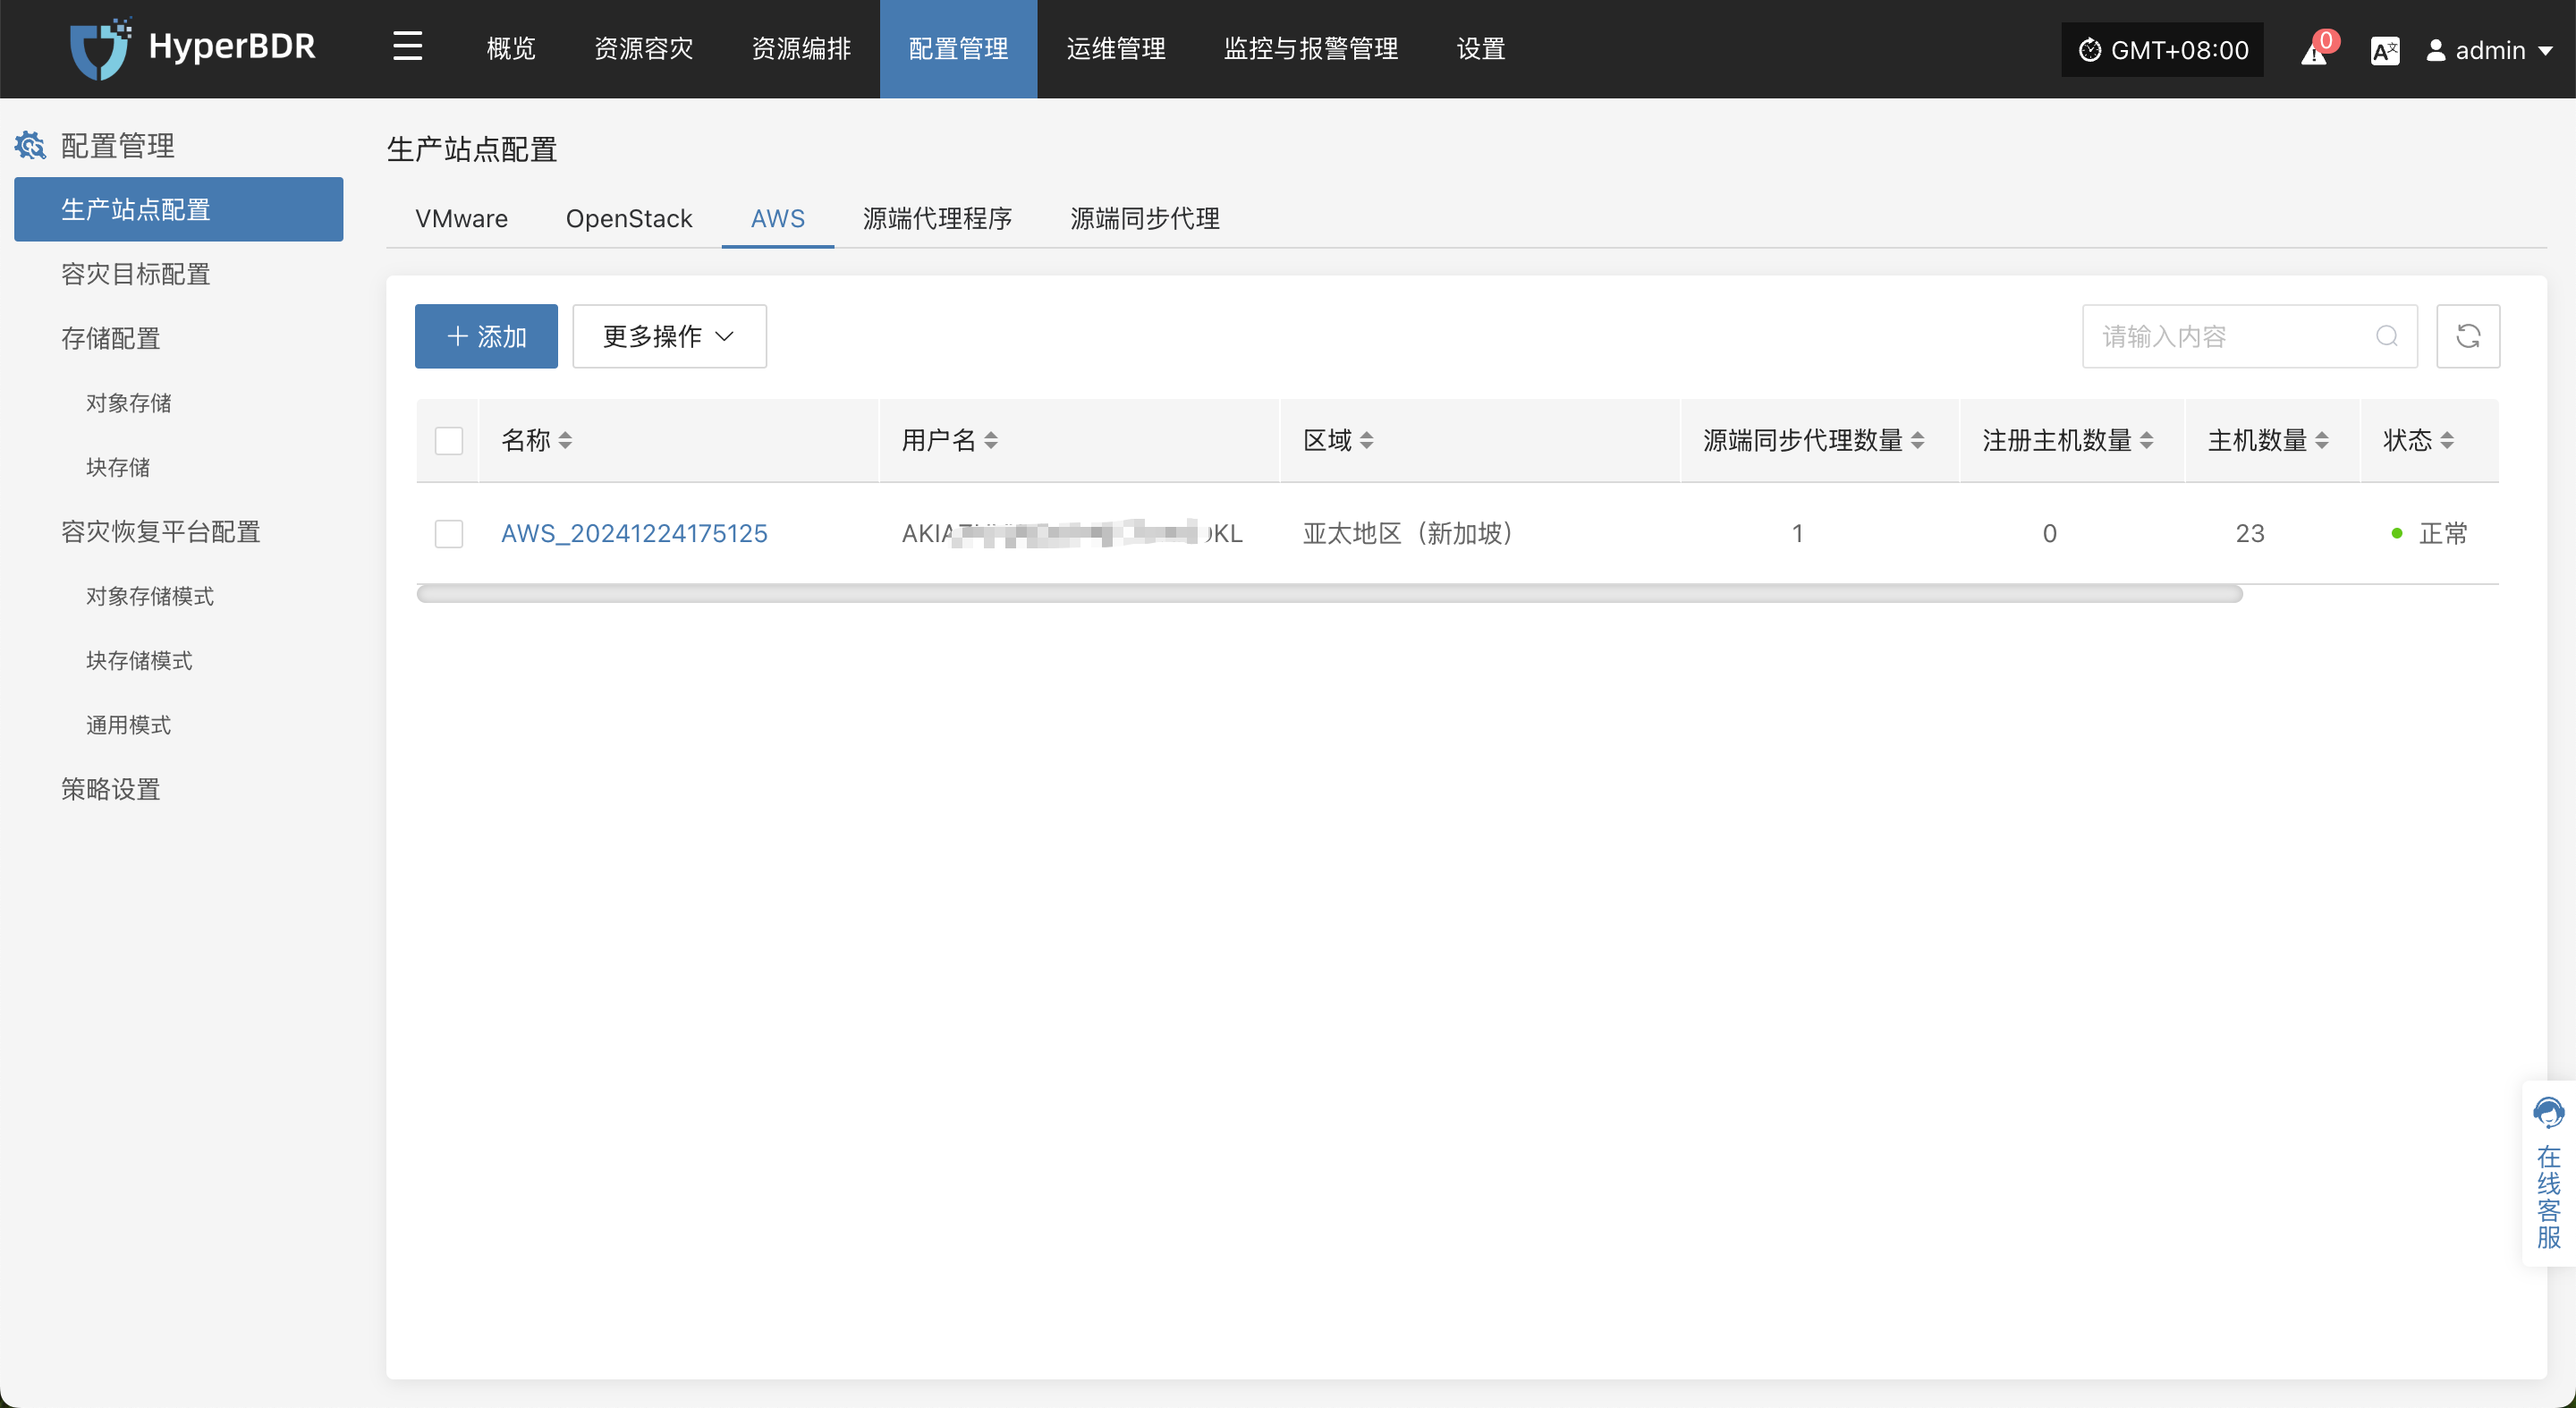 HyperBDR
概览 资源容灾 资源编排 配置管理 运维管理 监控与报警管理 设置
GMT+08:00 0 admin
配置管理
生产站点配置
容灾目标配置
存储配置
对象存储
块存储
容灾恢复平台配置
对象存储模式
块存储模式
通用模式
策略设置
生产站点配置
VMware OpenStack AWS 源端代理程序 源端同步代理
添加 更多操作 请输入内容
名称 用户名 区域 源端同步代理数量 注册主机数量 主机数量 状态
AWS_20241224175125 亚太地区（新加坡） 1 0 23 正常
在线客服